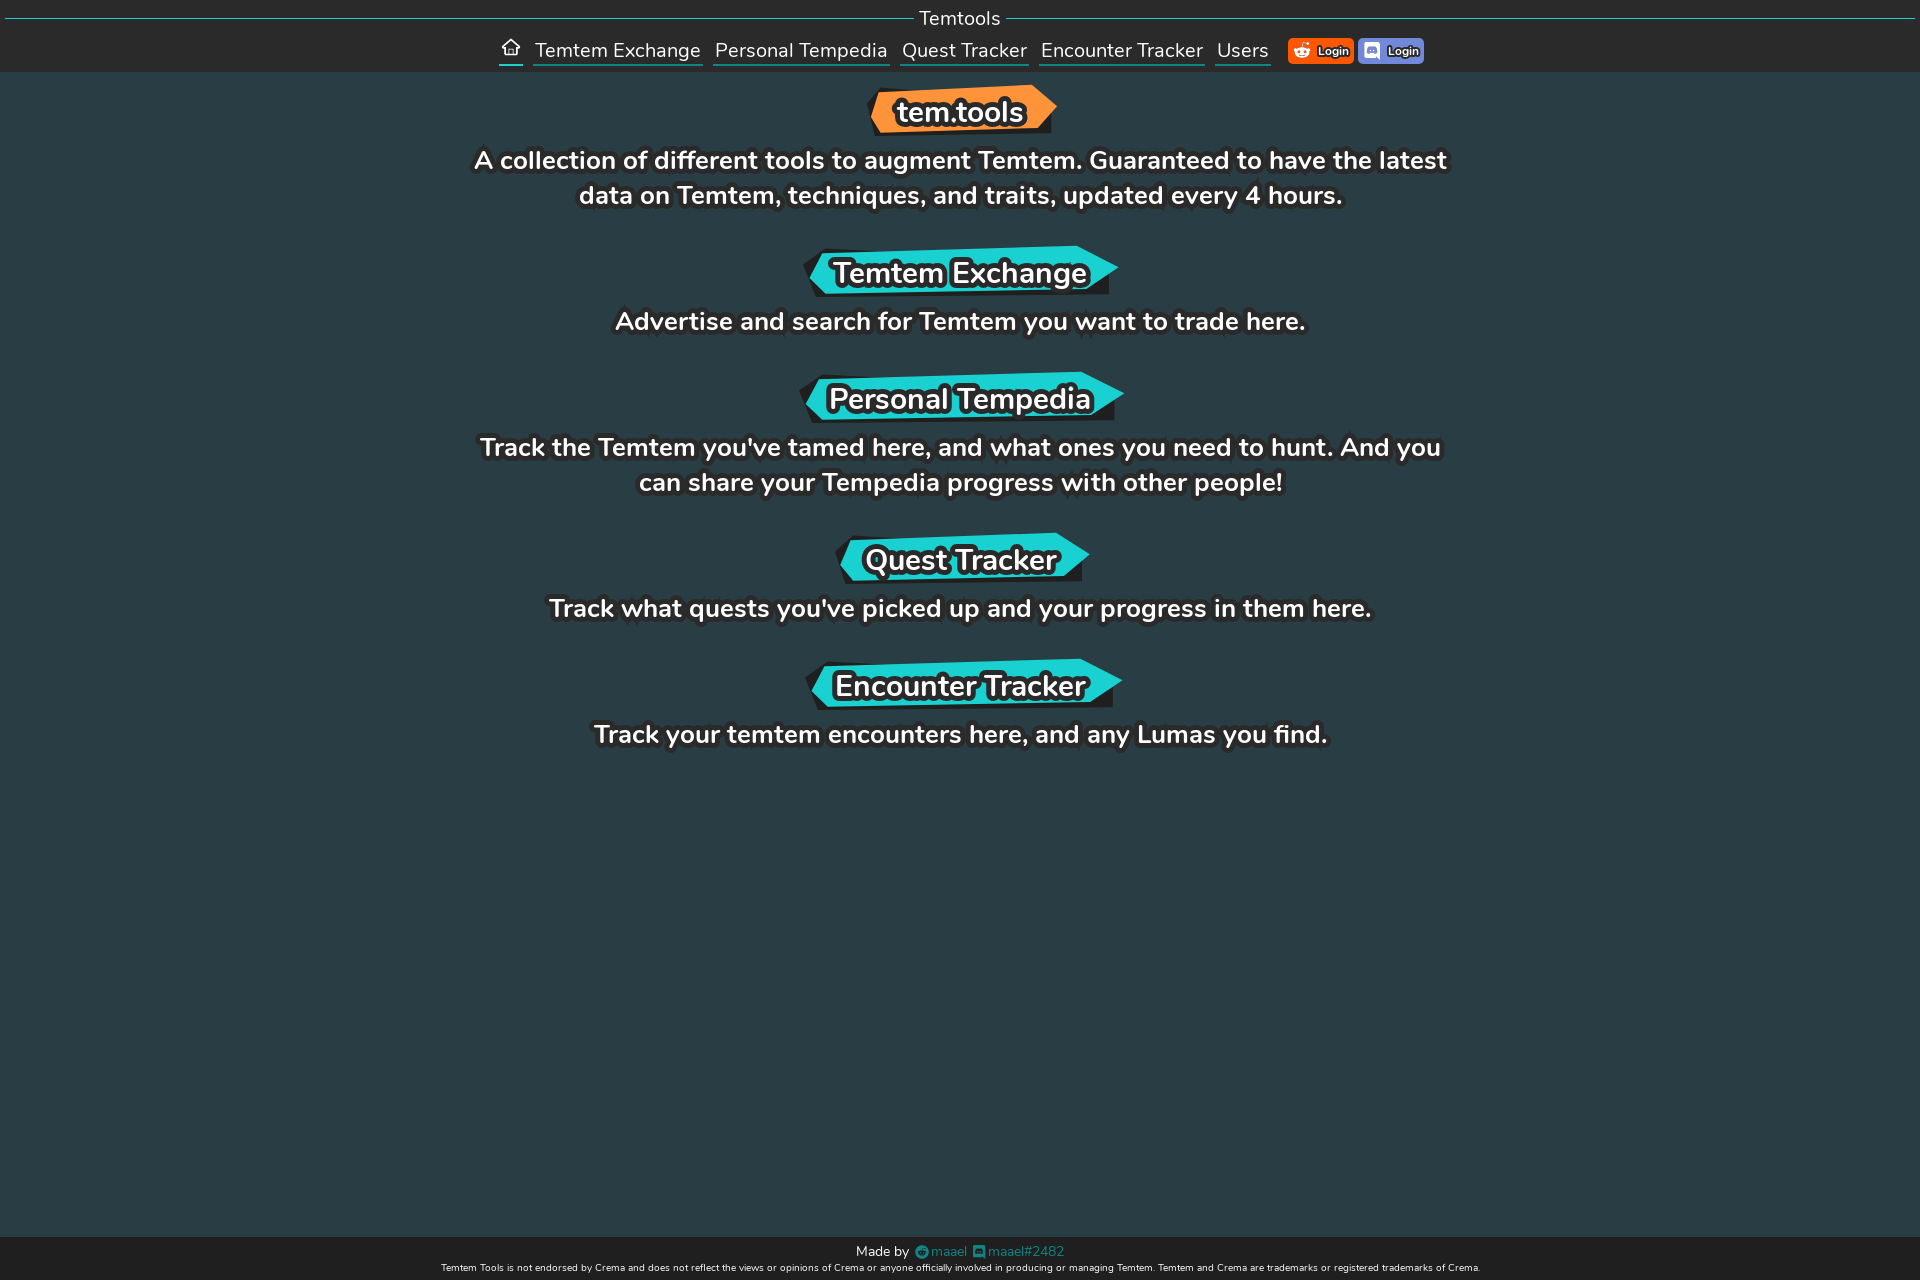 Temtools
Temtem Exchange Personal Tempedia Quest Tracker Encounter Tracker Users Login Login
tem.tools
A collection of different tools to augment Temtem. Guaranteed to have the latest
data on Temtem, techniques, and traits, updated every 4 hours.
Temtem Exchange
Advertise and search for Temtem you want to trade here.
Personal Tempedia
Track the Temtem you've tamed here, and what ones you need to hunt. And you
can share your Tempedia progress with other people!
Quest Tracker
Track what quests you've picked up and your progress in them here.
Encounter Tracker
Track your temtem encounters here, and any Lumas you find.
Made by maael maael#2482
Temtem Tools is not endorsed by Crema and does not reflect the views or opinions of Crema or anyone officially involved in producing or managing Temtem. Temtem and Crema are trademarks or registered trademarks of Crema.